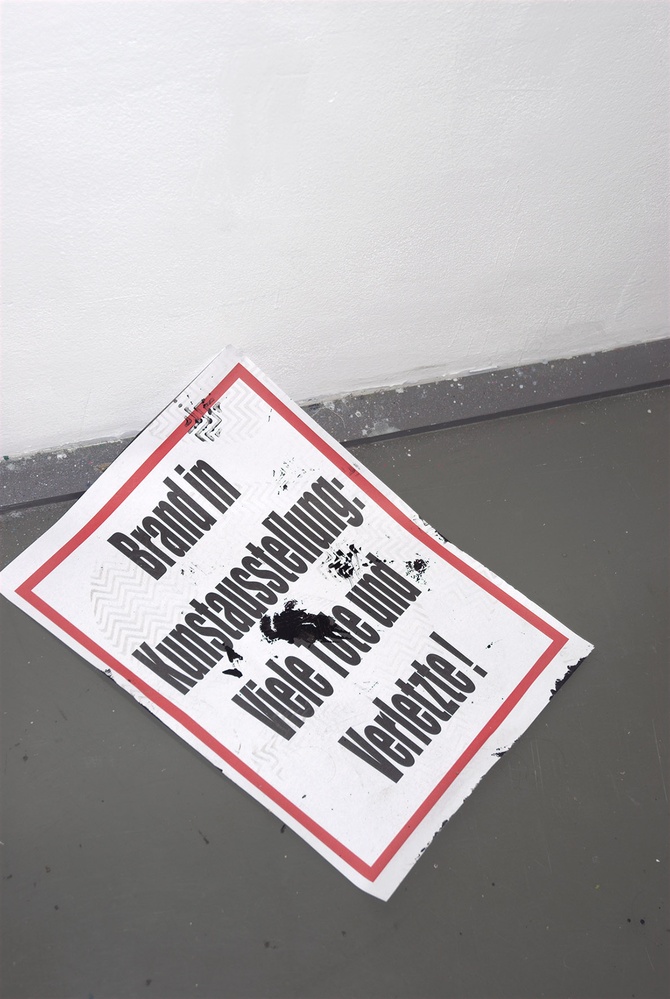 Brand in
Kunstausstellung:
Viele Tote und
Verletzte !